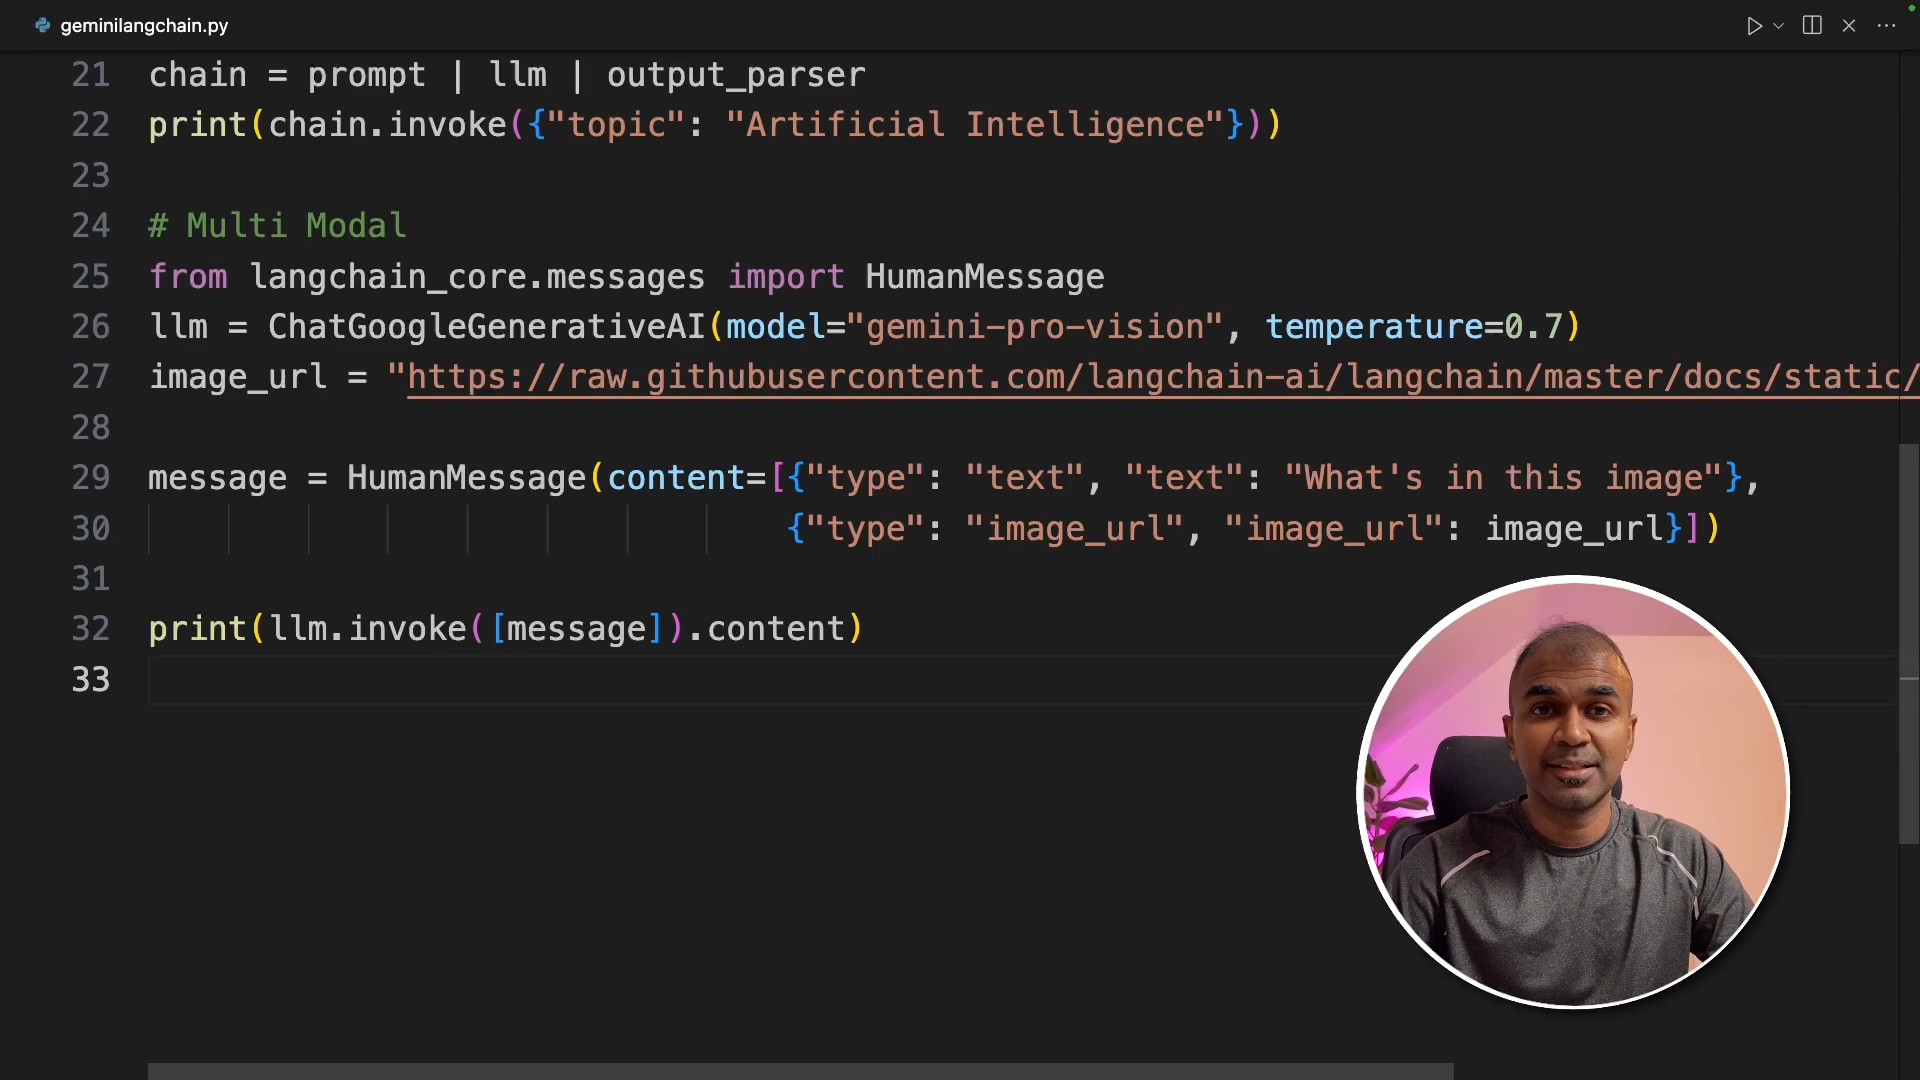 geminilangchain.py
21 chain = prompt | llm | output_parser
22 print(chain.invoke({"topic": "Artificial Intelligence"}))
23
24 # Multi Modal
25 from langchain_core.messages import HumanMessage
26 llm = ChatGoogleGenerativeAI(model="gemini-pro-vision", temperature=0.7)
27 image_url = "https://raw.githubusercontent.com/langchain-ai/langchain/master/docs/static/
28
29 message = HumanMessage(content=[{"type": "text", "text": "What's in this image"},
30 {"type": "image_url", "image_url": image_url}])
31
32 print(llm.invoke([message]).content)
33